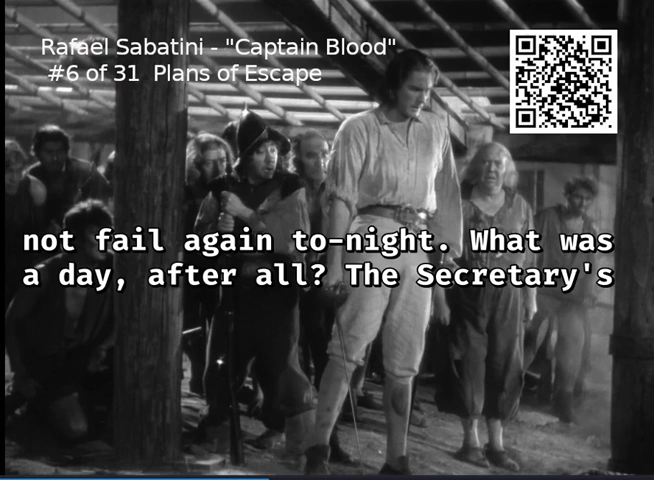 Rafael Sabatini - "Captain Blood"
#6 of 31 Plans of Escape
not fail again to-night. What was
a day, after all? The Secretary's